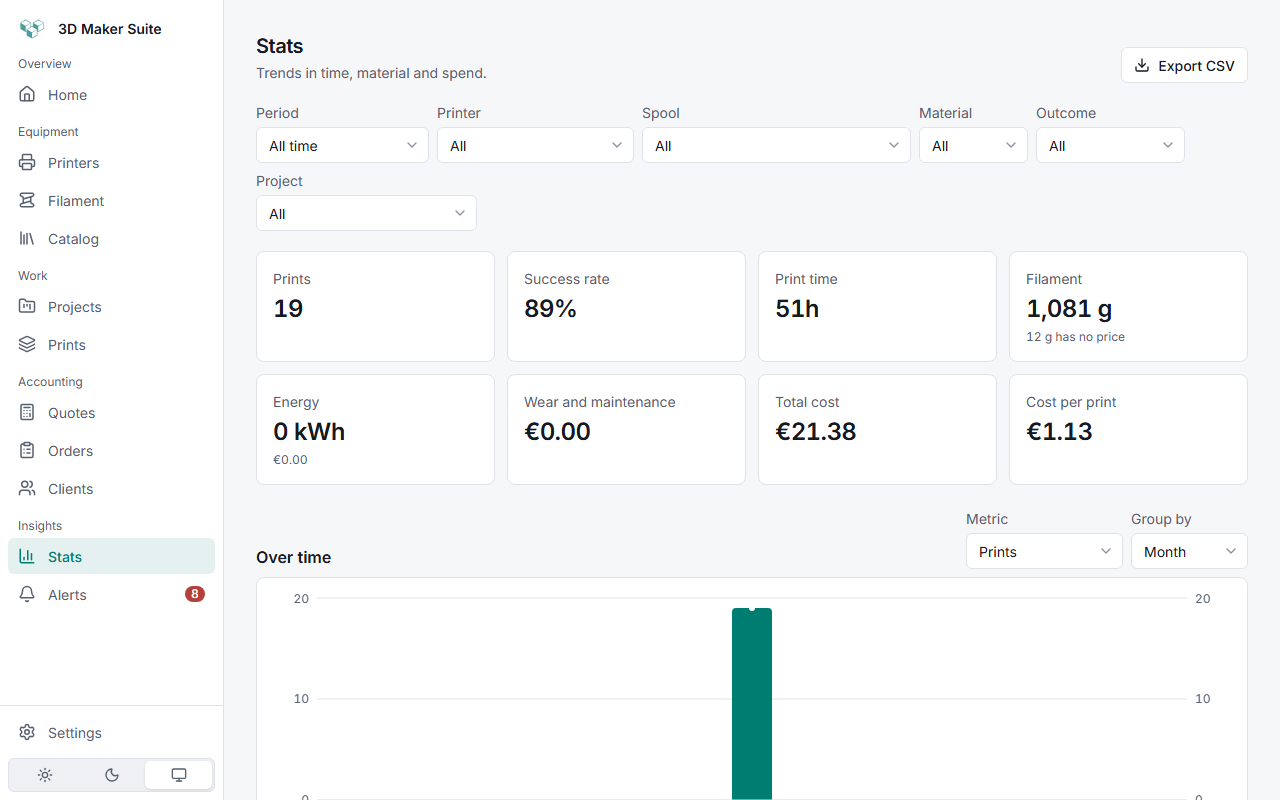 3D Maker Suite
Overview
Home
Equipment
Printers
Filament
Catalog
Work
Projects
Prints
Accounting
Quotes
Orders
Clients
Insights
Stats
Alerts 8
Settings
Stats
Trends in time, material and spend.
Export CSV
Period Printer Spool Material Outcome
All time All All All All
Project
All
Prints Success rate Print time Filament
19 89% 51h 1,081 g
12 g has no price
Energy Wear and maintenance Total cost Cost per print
0 kWh €0.00 €21.38 €1.13
€0.00
Metric Group by
Over time Prints Month
20 20
10 10
0 0